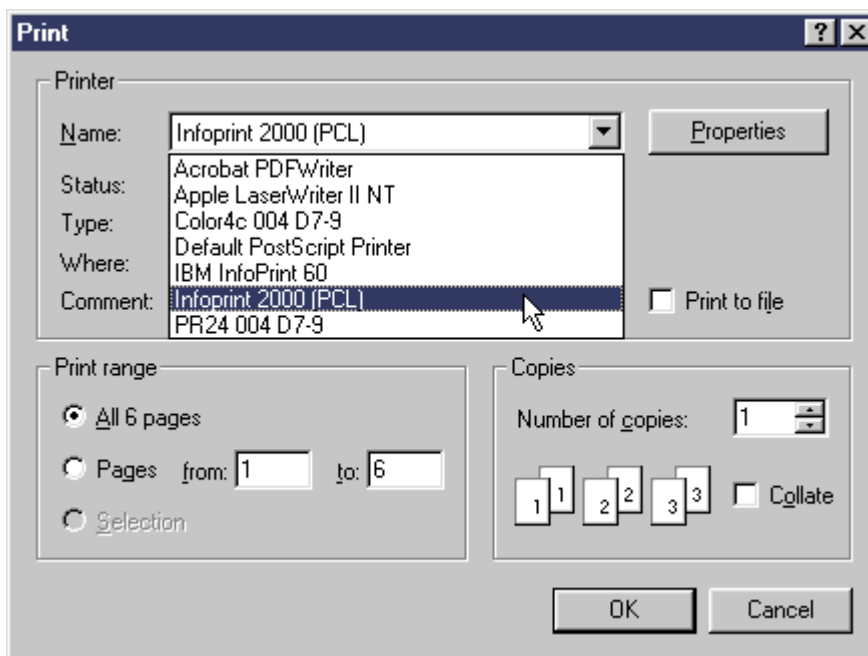 Print
Printer
Name: Infoprint 2000 (PCL) Properties
Acrobat PDFWriter
Status: Apple LaserWriter II NT
Type: Color4c 004 D7-9
Default PostScript Printer
Where: IBM InfoPrint 60
Comment: Infoprint 2000 (PCL) Print to file
PR24 004 D7-9
Print range
All 6 pages
Pages from: 1 to: 6
Selection
Copies
Number of copies: 1
1 1 2 2 3 3 Collate
OK Cancel